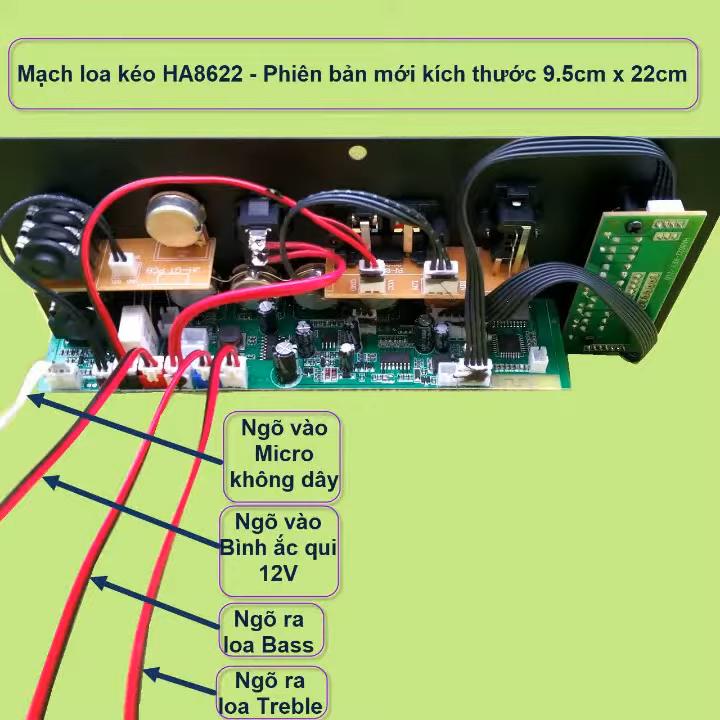 Mạch loa kéo HA8622 - Phiên bản mới kích thước 9.5cm x 22cm
Ngõ vào
Micro
không dây
Ngõ vào
Bình ắc qui
12V
Ngõ ra
loa Bass
Ngõ ra
loa Treble